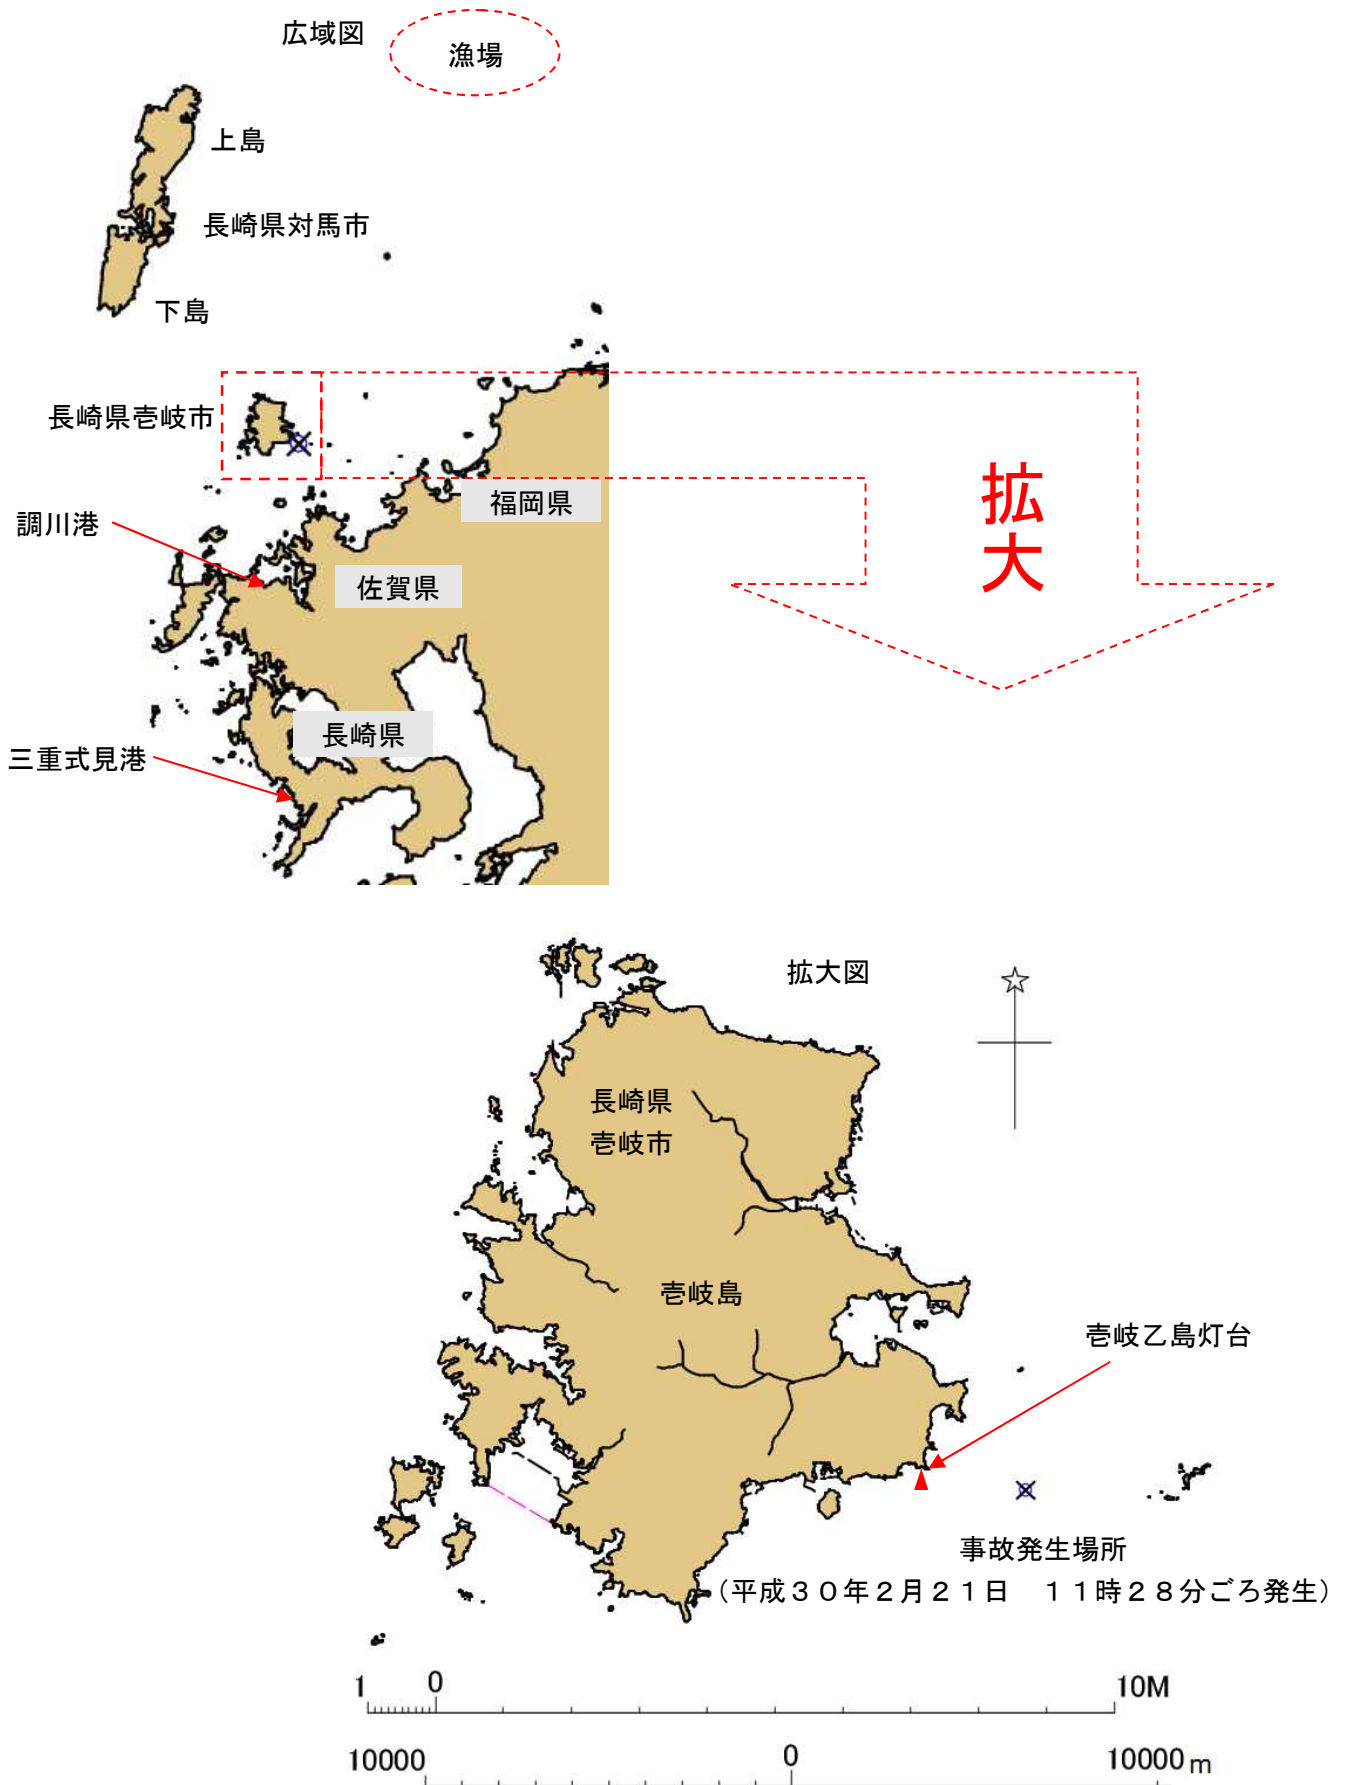 広域図
漁場
上島
長崎県対馬市
下島
長崎県壱岐市
福岡県
調川港
佐賀県
拡大
長崎県
三重式見港
拡大図
長崎県
壱岐市
壱岐島
壱岐乙島灯台
事故発生場所
（平成３０年２月２１日　１１時２８分ごろ発生）
1 0 10M
10000 0 10000m